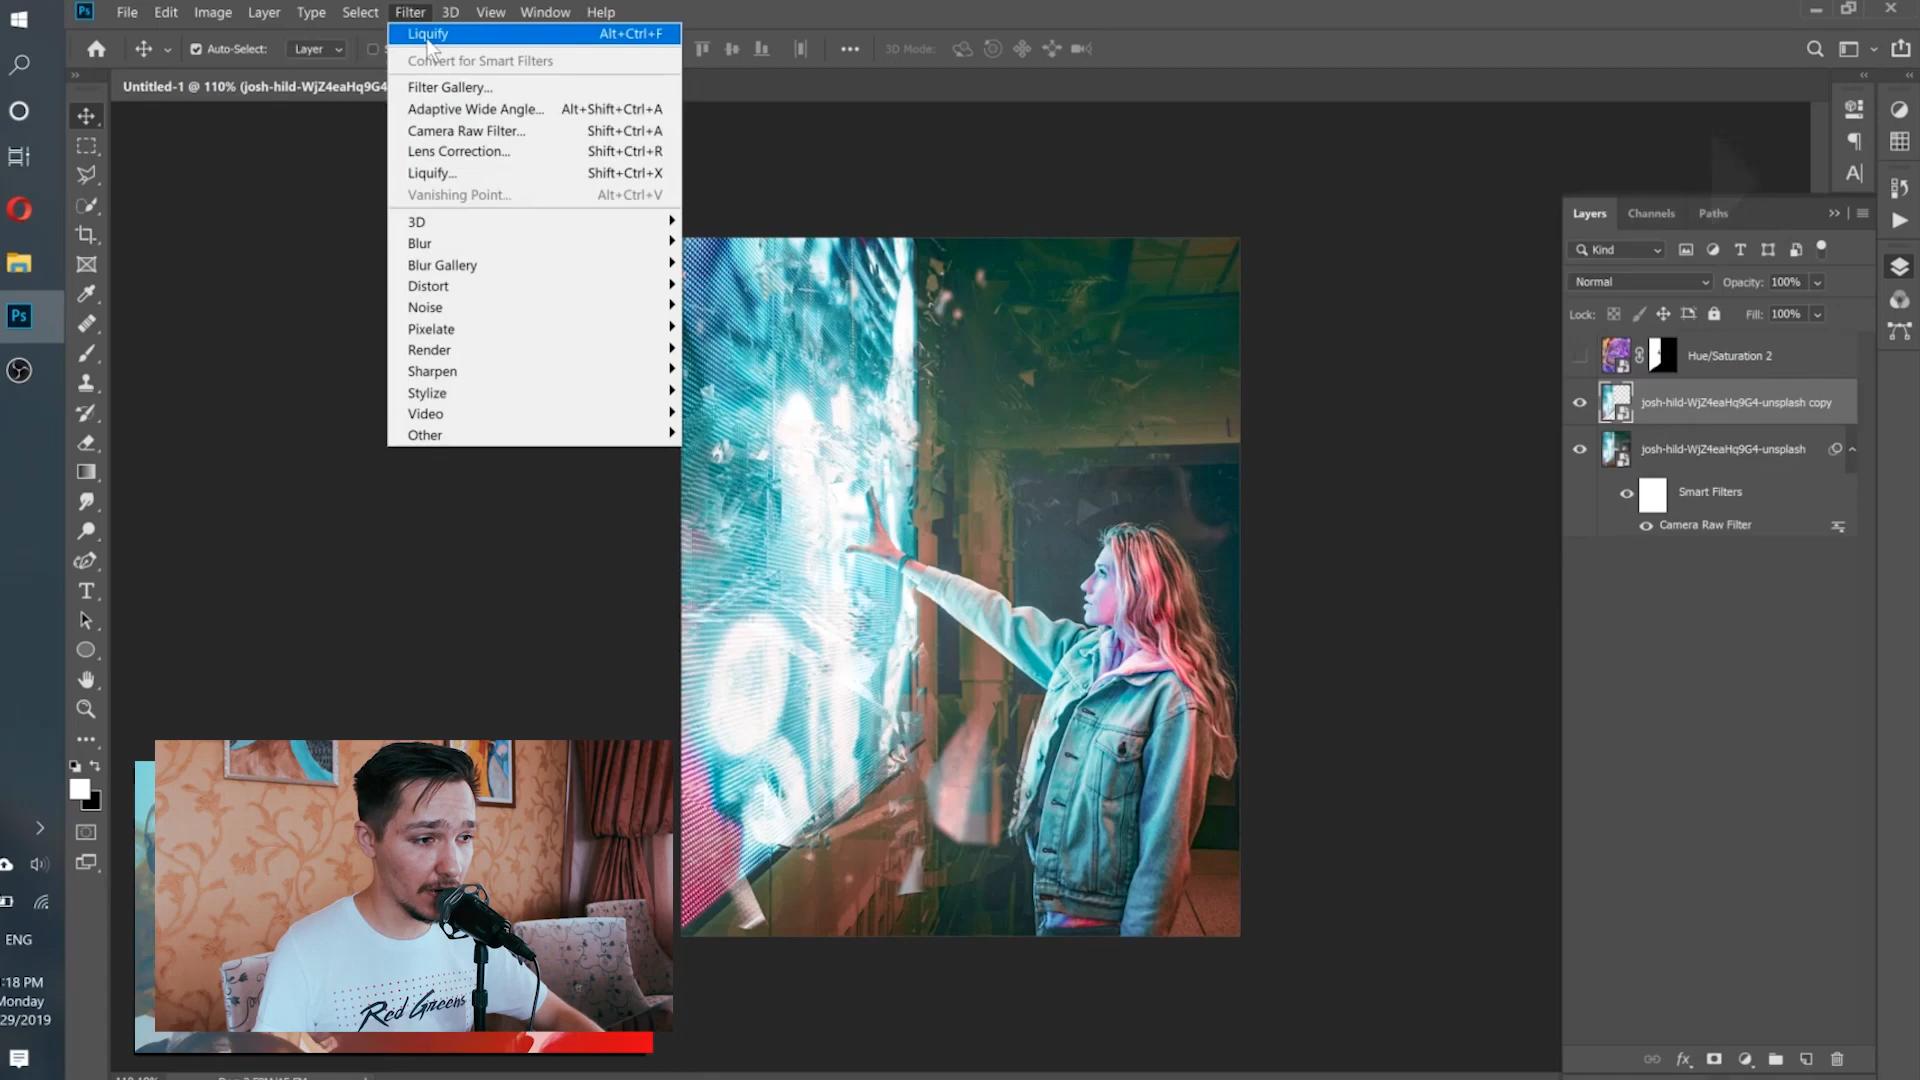 Ps File Edit Image Layer Type Select Filter 3D View Window Help
Auto-Select: Layer 3D Mode:
Untitled-1 @ 110% (josh-hild-WjZ4eaHq9G4
Liquify Alt+Ctrl+F
Convert for Smart Filters
Filter Gallery...
Adaptive Wide Angle... Alt+Shift+Ctrl+A
Camera Raw Filter... Shift+Ctrl+A
Lens Correction... Shift+Ctrl+R
Liquify... Shift+Ctrl+X
Vanishing Point... Alt+Ctrl+V
3D
Blur
Blur Gallery
Distort
Noise
Pixelate
Render
Sharpen
Stylize
Video
Other
Layers Channels Paths
Kind
Normal Opacity: 100%
Lock: Fill: 100%
Hue/Saturation 2
josh-hild-WjZ4eaHq9G4-unsplash copy
josh-hild-WjZ4eaHq9G4-unsplash
Smart Filters
Camera Raw Filter
Ps
ENG
:18 PM
Monday
29/2019
Red Greens
fx